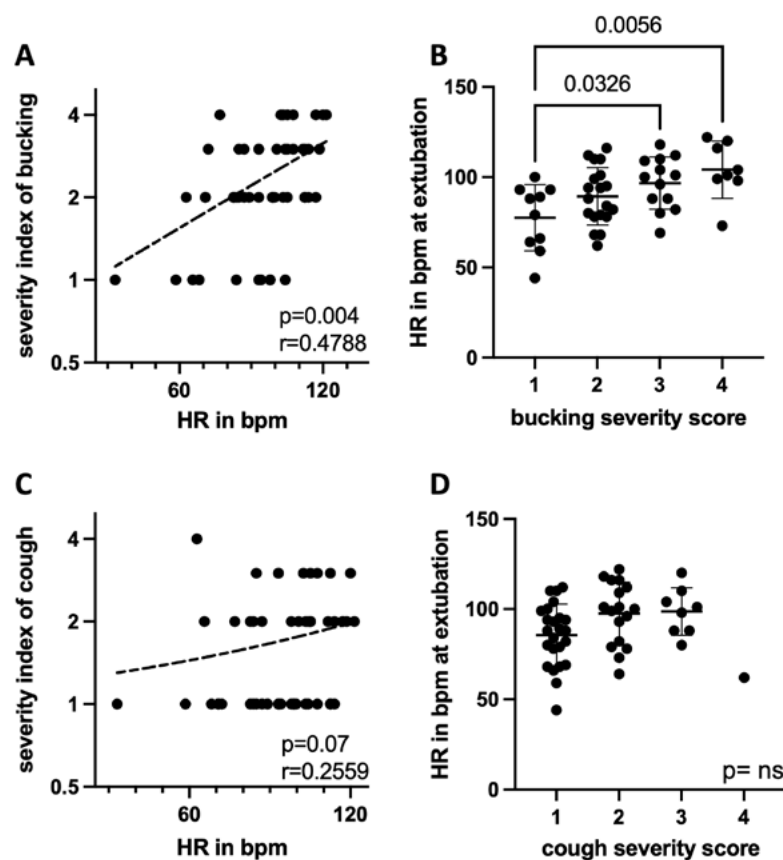 A
severity index of bucking
4
2
1
0.5
60
120
HR in bpm
p=0.004
r=0.4788
B
0.0056
0.0326
HR in bpm at extubation
150
100
50
0
1 2 3 4
bucking severity score
C
severity index of cough
4
2
1
0.5
60
120
HR in bpm
p=0.07
r=0.2559
D
HR in bpm at extubation
150
100
50
0
p= ns
1 2 3 4
cough severity score